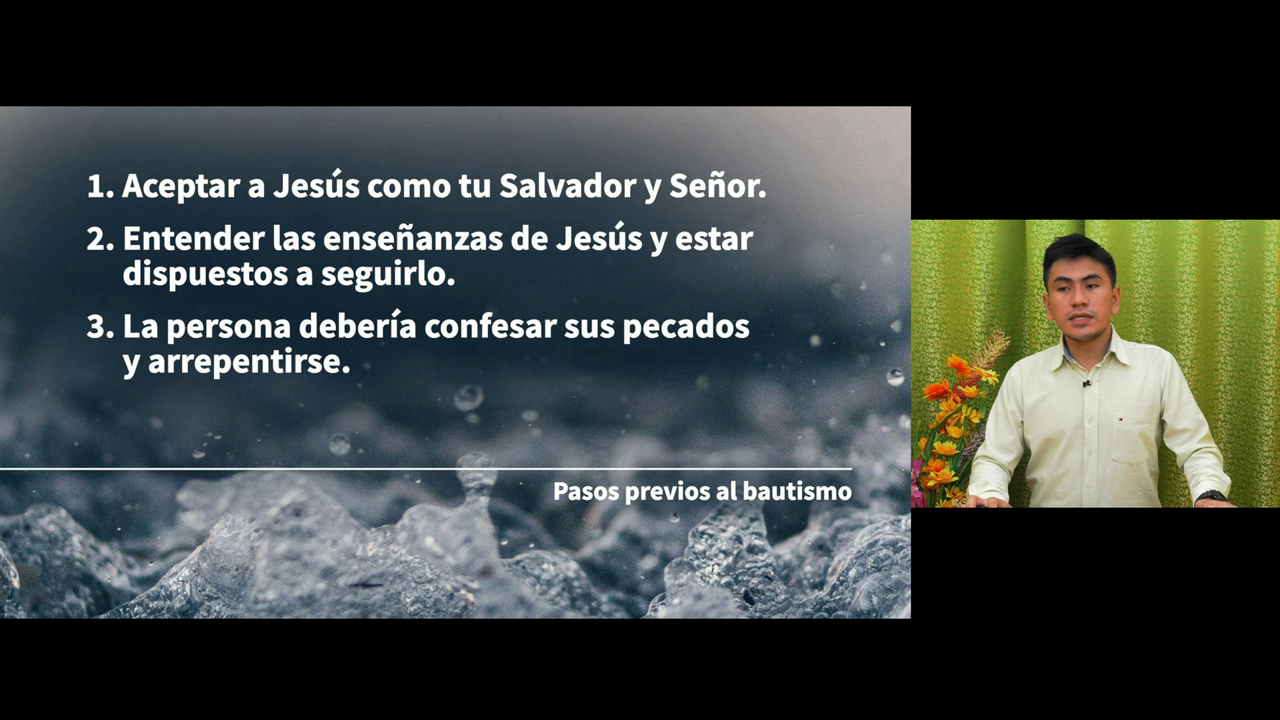 1. Aceptar a Jesús como tu Salvador y Señor.
2. Entender las enseñanzas de Jesús y estar
dispuestos a seguirlo.
3. La persona debería confesar sus pecados
y arrepentirse.
Pasos previos al bautismo